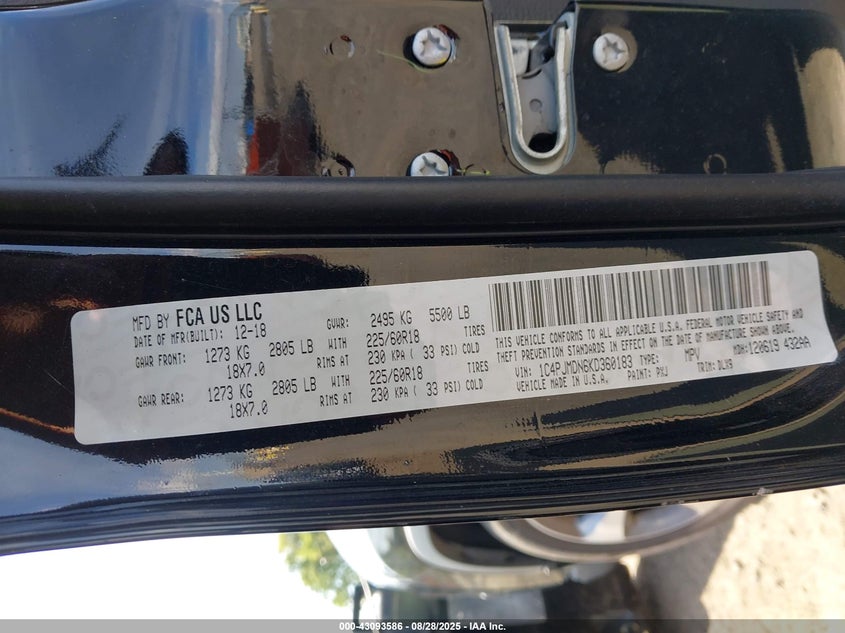 MFD BY FCA US LLC
DATE OF MFR(BUILT): 12-18 GVWR: 2495 KG 5500 LB
GAWR FRONT: 1273 KG 2805 LB WITH 225/60R18 TIRES
18X7.0 RIMS AT 230 KPA ( 33 PSI) COLD
GAWR REAR: 1273 KG 2805 LB WITH 225/60R18 TIRES
18X7.0 RIMS AT 230 KPA ( 33 PSI) COLD
THIS VEHICLE CONFORMS TO ALL APPLICABLE U.S.A. FEDERAL MOTOR VEHICLE SAFETY AND
THEFT PREVENTION STANDARDS IN EFFECT ON THE DATE OF MANUFACTURE SHOWN ABOVE
VIN: 1C4PJMDN6KD360183 TYPE: MPV MDH: 120619 432AA
VEHICLE MADE IN U.S.A. PAINT: PXJ TRIM: DLX9
000-43093586 - 08/28/2025 - IAA Inc.